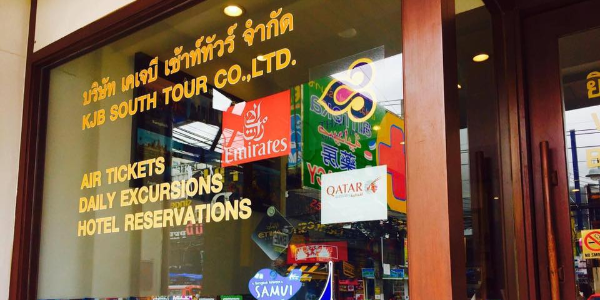 บริษัท เคเจบี เซ้าท์ทัวร์ จำกัด
KJB SOUTH TOUR CO.,LTD.
Emirates
AIR TICKETS
DAILY EXCURSIONS
HOTEL RESERVATIONS
QATAR
SAMUI